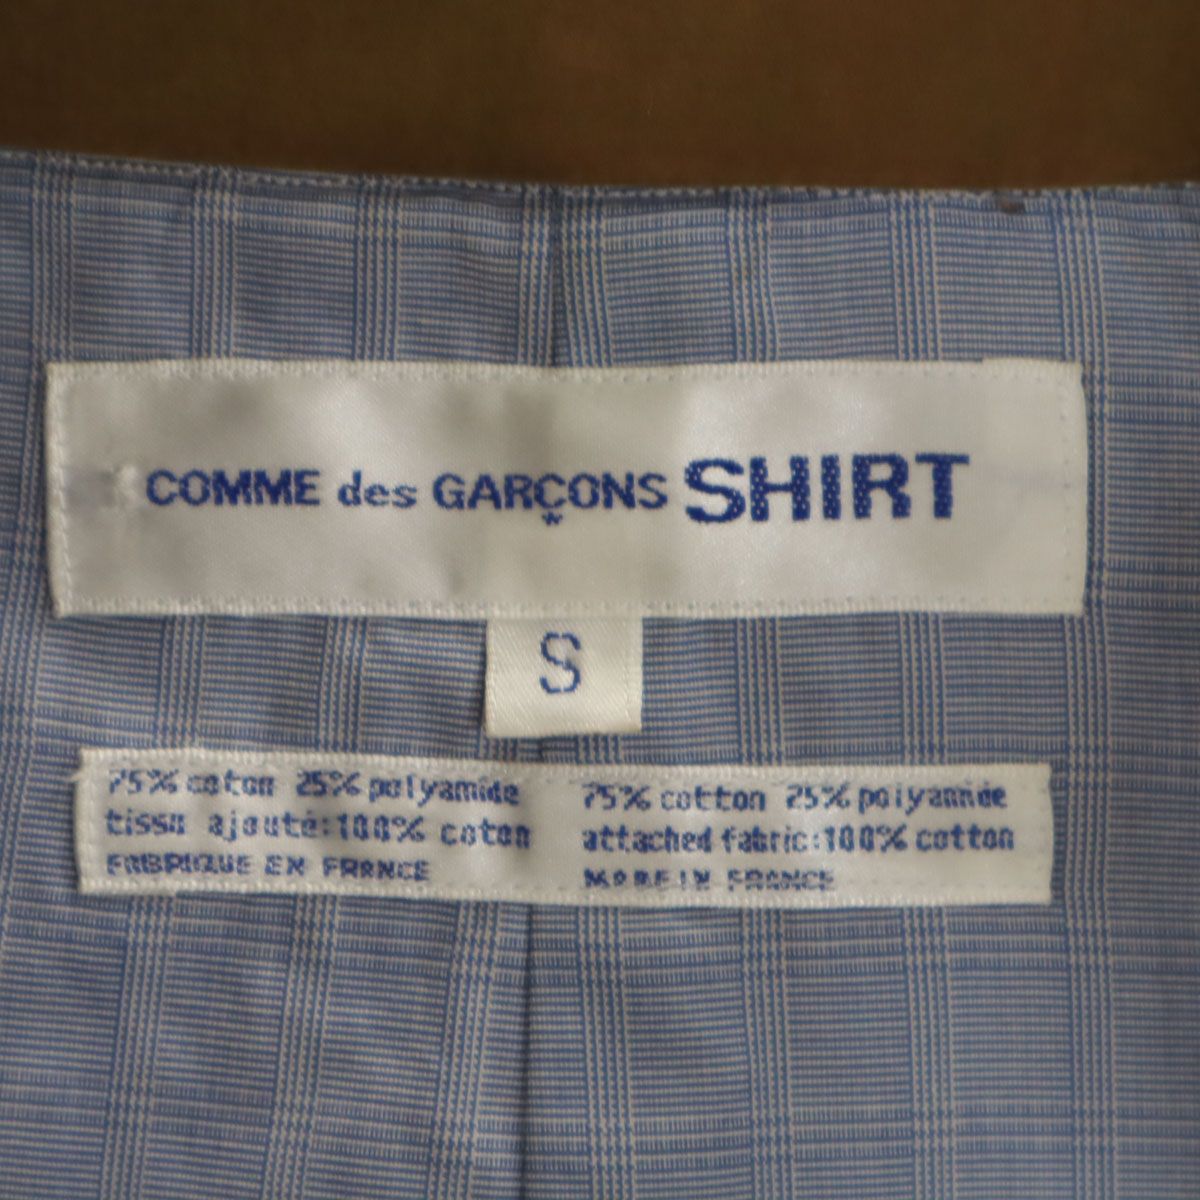 COMME des GARÇONS SHIRT
*
S
75% coton 25% polyamide
tissu ajouté:100% coton
FABRIQUE EN FRANCE
75% cotton 25% polyamide
attached fabric:100% cotton
MADE IN FRANCE